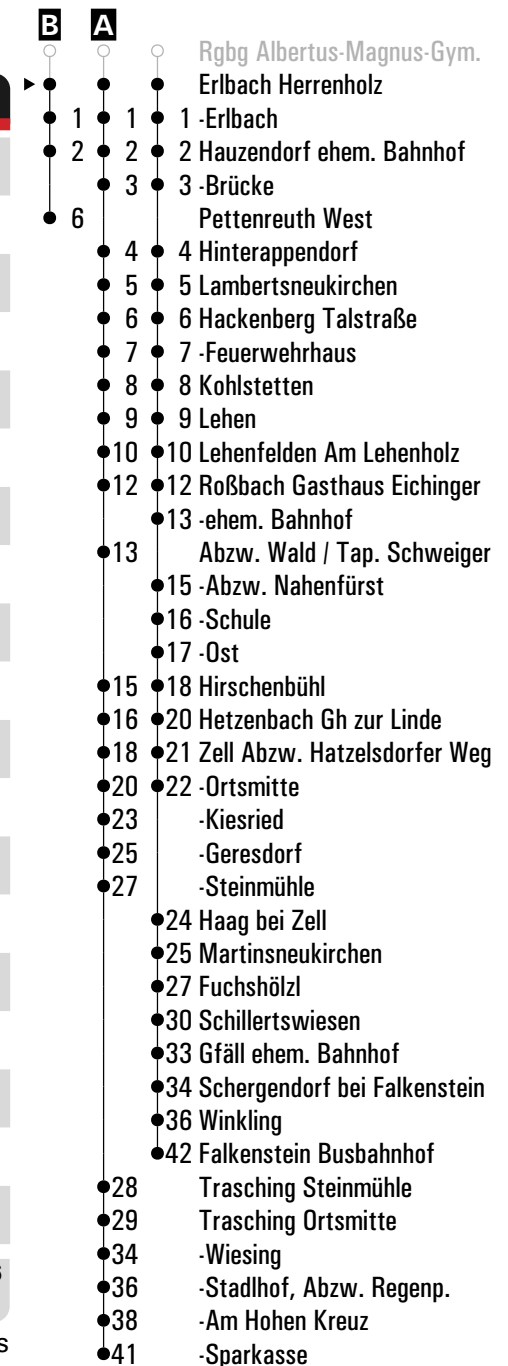 B A
Rgbg Albertus-Magnus-Gym.
Erlbach Herrenholz
1 1 1 -Erlbach
2 2 2 Hauzendorf ehem. Bahnhof
3 3 -Brücke
6 Pettenreuth West
4 4 Hinterappendorf
5 5 Lambertsneukirchen
6 6 Hackenberg Talstraße
7 7 -Feuerwehrhaus
8 8 Kohlstetten
9 9 Lehen
10 10 Lehenfelden Am Lehenholz
12 12 Roßbach Gasthaus Eichinger
13 -ehem. Bahnhof
13 Abzw. Wald / Tap. Schweiger
15 -Abzw. Nahenfürst
16 -Schule
17 -Ost
15 18 Hirschenbühl
16 20 Hetzenbach Gh zur Linde
18 21 Zell Abzw. Hatzelsdorfer Weg
20 22 -Ortsmitte
23 -Kiesried
25 -Geresdorf
27 -Steinmühle
24 Haag bei Zell
25 Martinsneukirchen
27 Fuchshölzl
30 Schillertswiesen
33 Gfäll ehem. Bahnhof
34 Schergendorf bei Falkenstein
36 Winkling
42 Falkenstein Busbahnhof
28 Trasching Steinmühle
29 Trasching Ortsmitte
34 -Wiesing
36 -Stadlhof, Abzw. Regenp.
38 -Am Hohen Kreuz
41 -Sparkasse